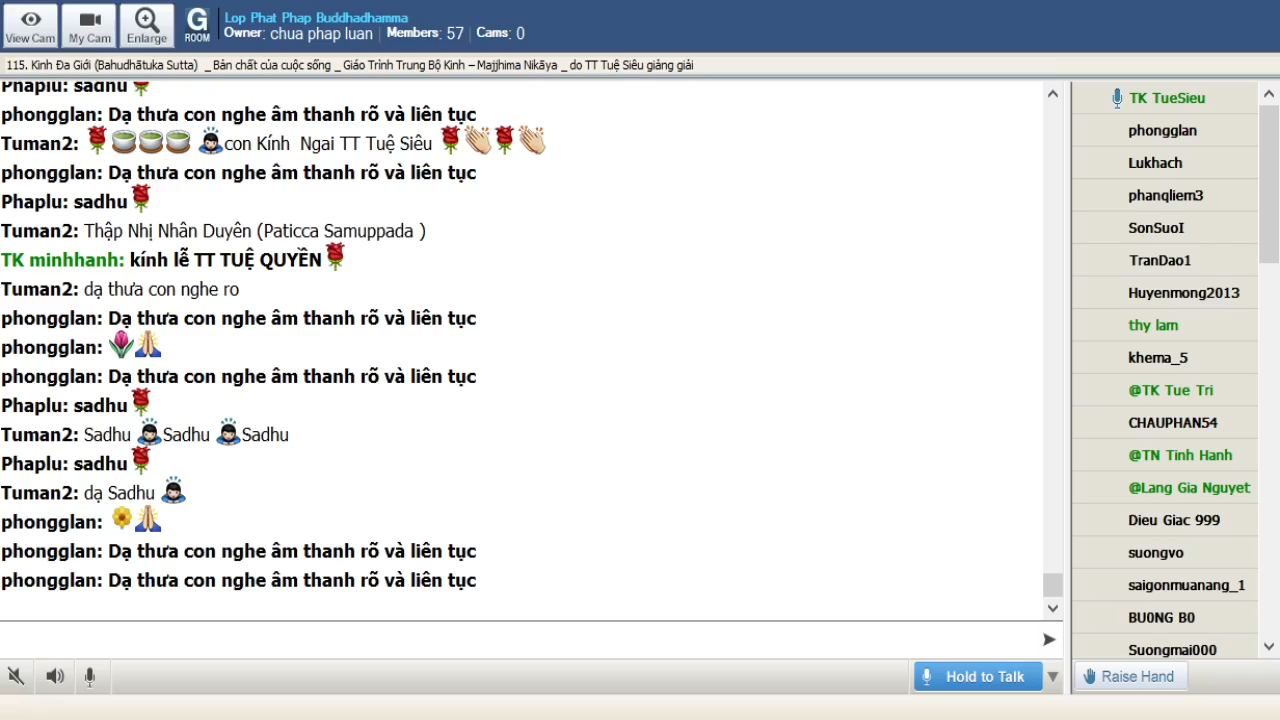 View Cam
My Cam
Enlarge
G
ROOM
Lop Phat Phap Buddhadhamma
Owner: chua phap luan Members: 57 Cams: 0
115. Kinh Đa Giới (Bahudhātuka Sutta) _ Bản chất của cuộc sống _ Giáo Trình Trung Bộ Kinh – Majjhima Nikāya _ do TT Tuệ Siêu giảng giải
Phaplu: sadhu
phongglan: Dạ thưa con nghe âm thanh rõ và liên tục
Tuman2: con Kính Ngai TT Tuệ Siêu
phongglan: Dạ thưa con nghe âm thanh rõ và liên tục
Phaplu: sadhu
Tuman2: Thập Nhị Nhân Duyên (Paticca Samuppada )
TK minhhanh: kính lễ TT TUỆ QUYỀN
Tuman2: dạ thưa con nghe ro
phongglan: Dạ thưa con nghe âm thanh rõ và liên tục
phongglan:
phongglan: Dạ thưa con nghe âm thanh rõ và liên tục
Phaplu: sadhu
Tuman2: Sadhu Sadhu Sadhu
Phaplu: sadhu
Tuman2: dạ Sadhu
phongglan:
phongglan: Dạ thưa con nghe âm thanh rõ và liên tục
phongglan: Dạ thưa con nghe âm thanh rõ và liên tục
TK TueSieu
phongglan
Lukhach
phanqliem3
SonSuoI
TranDao1
Huyenmong2013
thy lam
khema_5
@TK Tue Tri
CHAUPHAN54
@TN Tinh Hanh
@Lang Gia Nguyet
Dieu Giac 999
suongvo
saigonmuanang_1
BU0NG B0
Suongmai000
Hold to Talk
Raise Hand